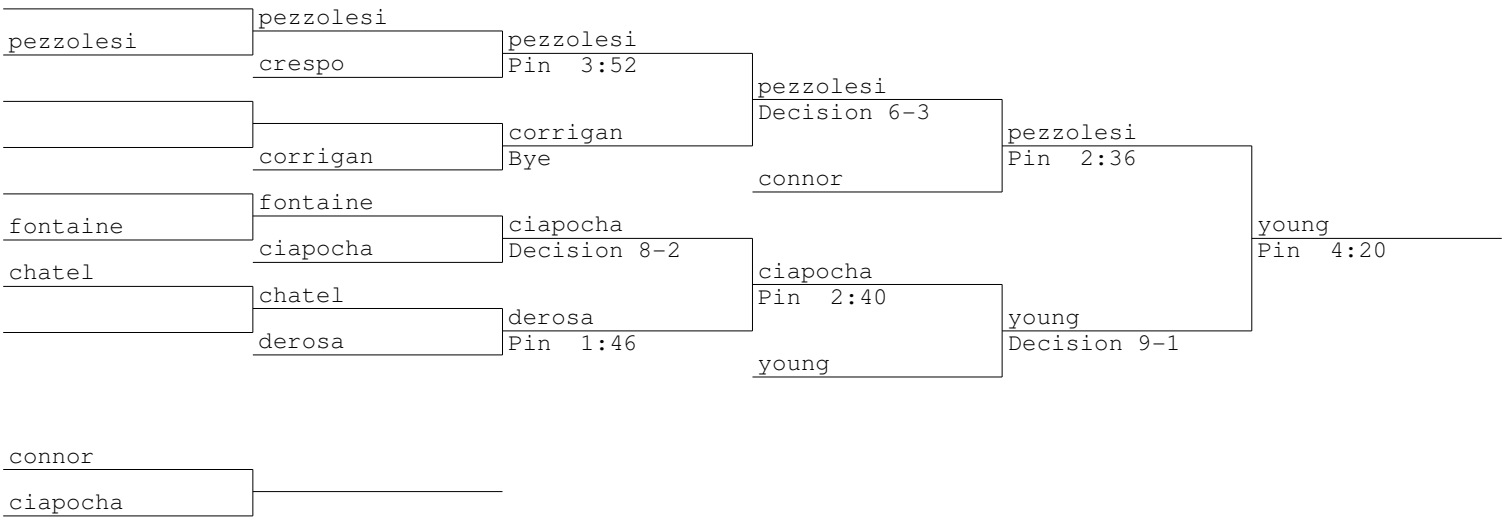 pezzolesi
pezzolesi
crespo
pezzolesi
Pin 3:52
corrigan
corrigan
Bye
pezzolesi
Decision 6-3
connor
pezzolesi
Pin 2:36
fontaine
fontaine
ciapocha
ciapocha
Decision 8-2
chatel
chatel
derosa
derosa
Pin 1:46
ciapocha
Pin 2:40
young
young
Decision 9-1
young
Pin 4:20
connor
ciapocha